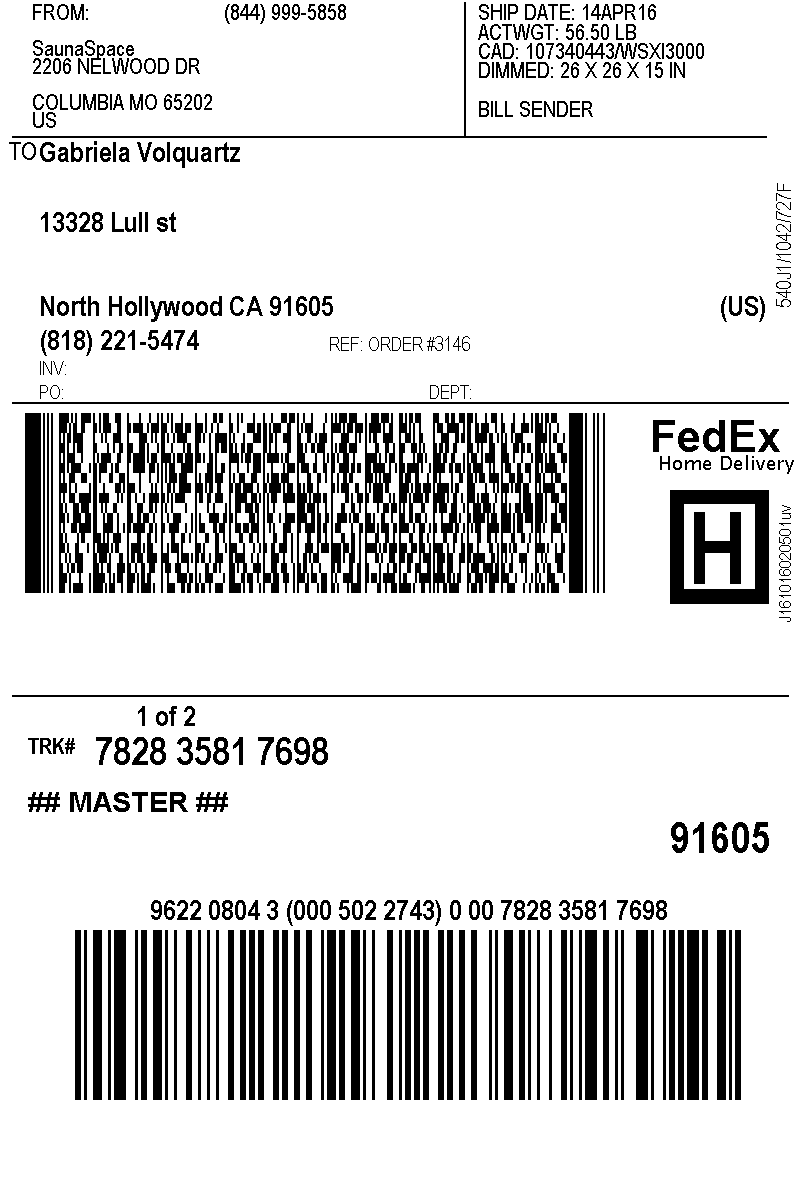 FROM: (844) 999-5858
SaunaSpace
2206 NELWOOD DR
COLUMBIA MO 65202
US
SHIP DATE: 14APR16
ACTWGT: 56.50 LB
CAD: 107340443/WSXI3000
DIMMED: 26 X 26 X 15 IN
BILL SENDER
TO Gabriela Volquartz
13328 Lull st
North Hollywood CA 91605 (US)
(818) 221-5474 REF: ORDER #3146
INV:
PO: DEPT:
540J1/1042/727F
FedEx
Home Delivery
H
J161016020501uv
1 of 2
TRK# 7828 3581 7698
## MASTER ##
91605
9622 0804 3 (000 502 2743) 0 00 7828 3581 7698